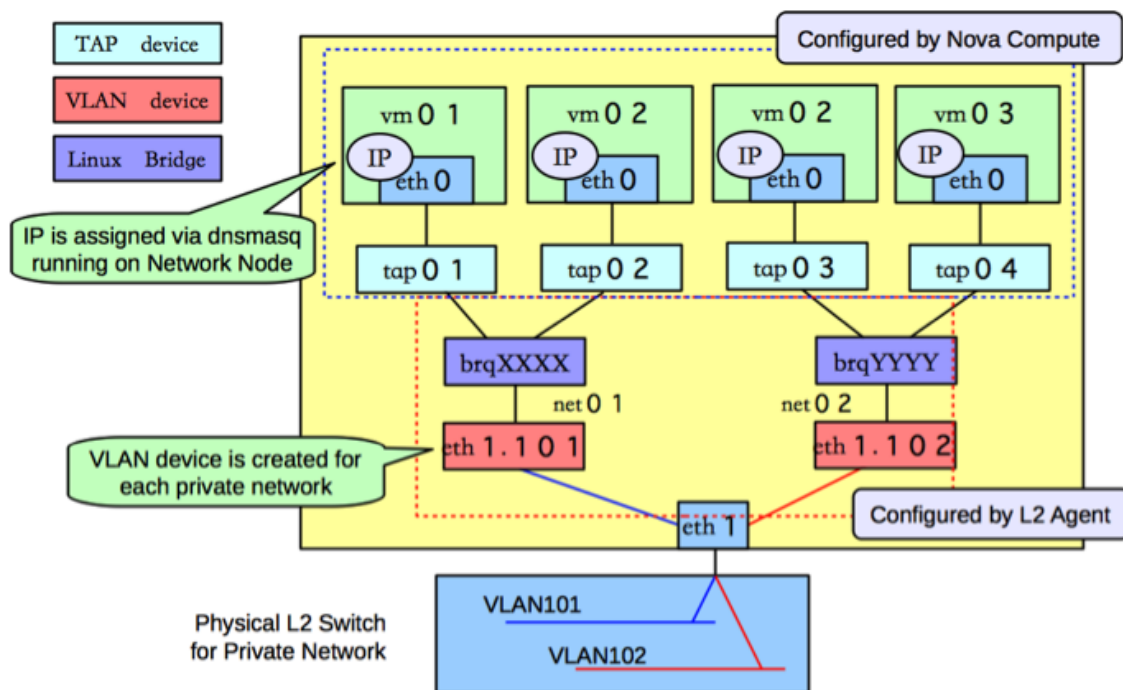 TAP device
VLAN device
Linux Bridge
Configured by Nova Compute
vm01
vm02
vm02
vm03
IP
IP
IP
IP
eth0
eth0
eth0
eth0
IP is assigned via dnsmasq
running on Network Node
tap01
tap02
tap03
tap04
brqXXXX
brqYYYY
net01
net02
eth1.101
eth1.102
VLAN device is created for
each private network
Configured by L2 Agent
eth1
Physical L2 Switch
for Private Network
VLAN101
VLAN102